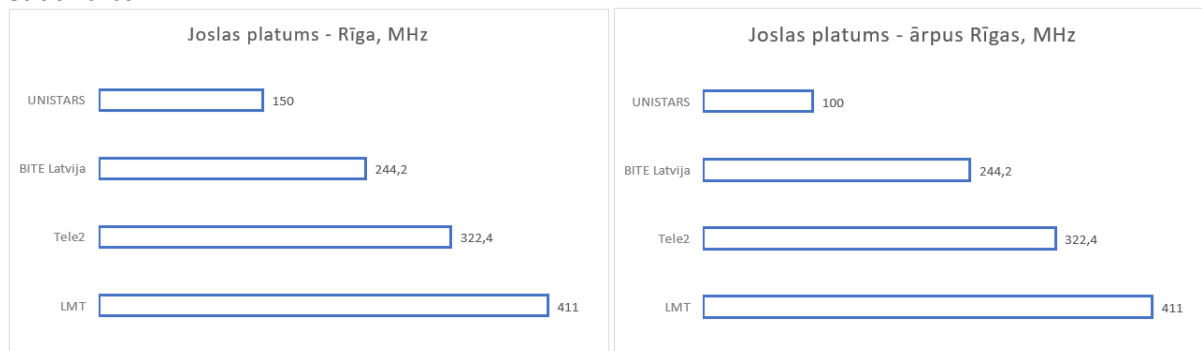 Joslas platums - Rīga, MHz
UNISTARS
150
BITE Latvija
244,2
Tele2
322,4
LMT
411
Joslas platums - ārpus Rīgas, MHz
UNISTARS
100
BITE Latvija
244,2
Tele2
322,4
LMT
411